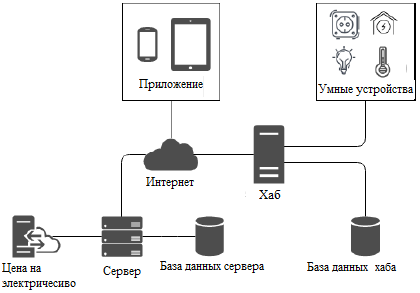 Приложение
Умные устройства
Интернет
Хаб
Цена на
электричесиво
Сервер
База данных сервера
База данных хаба